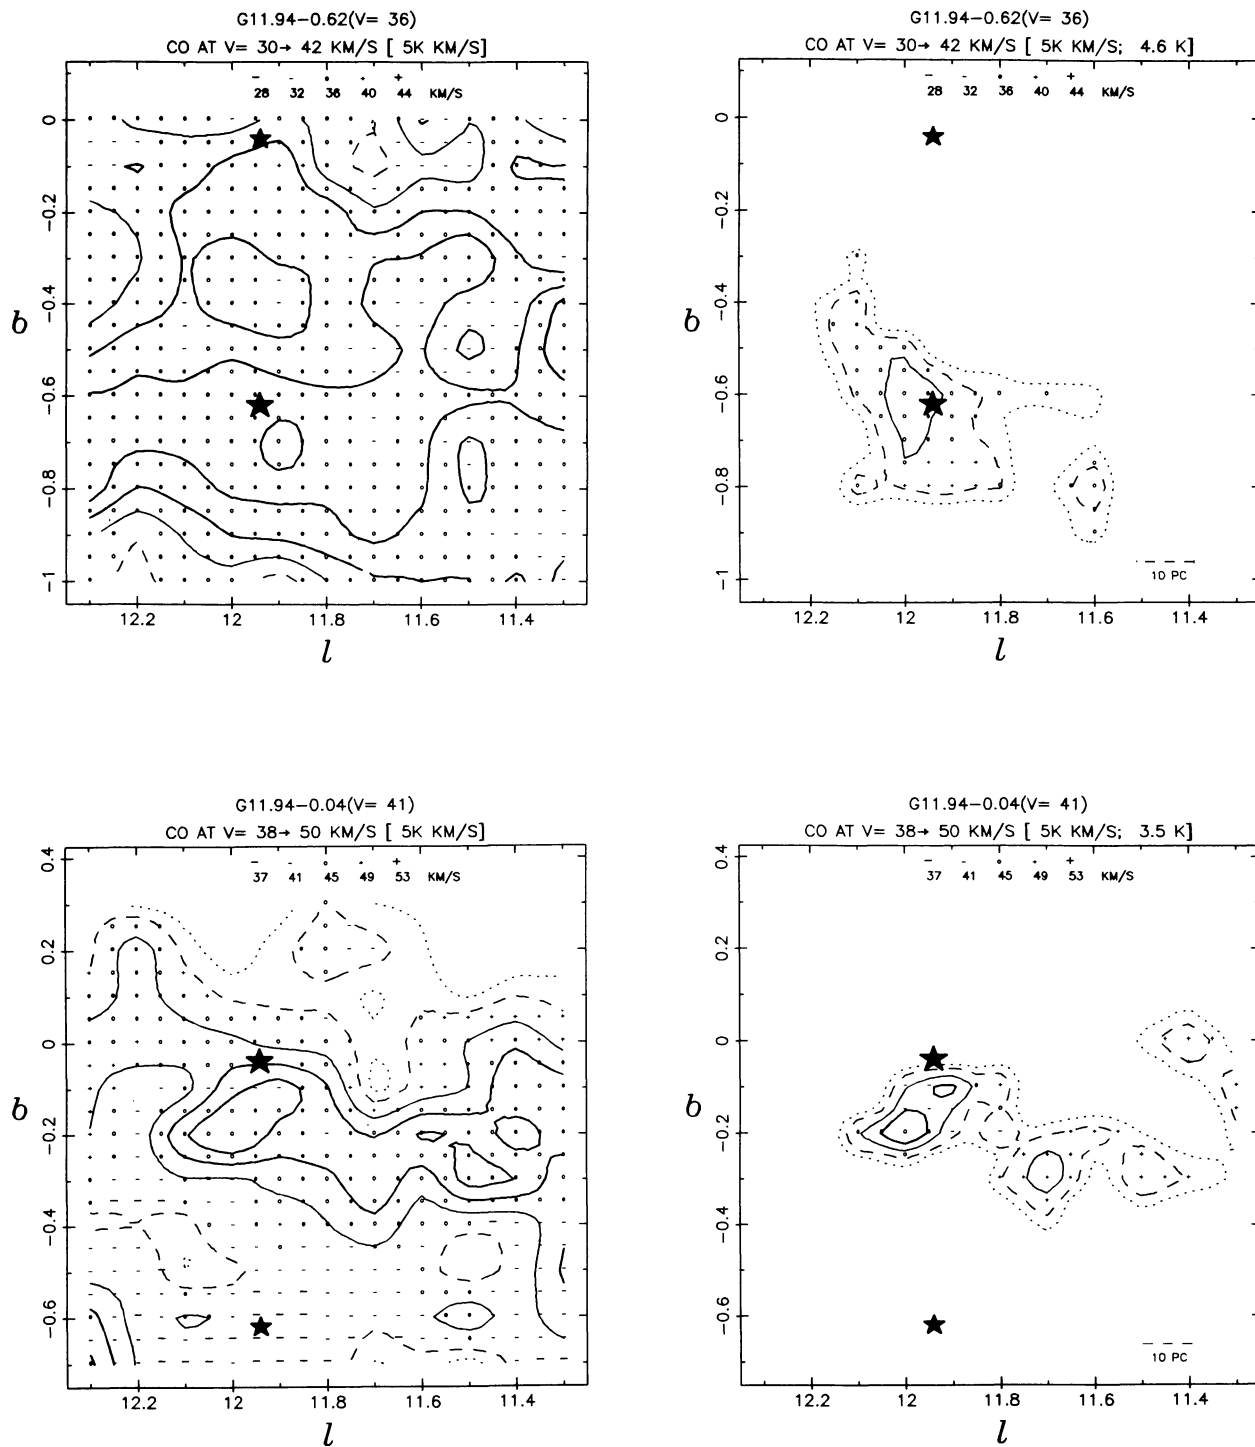 G11.94−0.62(V= 36)
CO AT V= 30→ 42 KM/S [ 5K KM/S]
− - ∘ + +
28 32 36 40 44 KM/S
0
−0.2
−0.4
b
−0.6
−0.8
−1
12.2 12 11.8 11.6 11.4
l
G11.94−0.62(V= 36)
CO AT V= 30→ 42 KM/S [ 5K KM/S; 4.6 K]
− - ∘ + +
28 32 36 40 44 KM/S
0
−0.2
−0.4
b
−0.6
−0.8
−1
10 PC
12.2 12 11.8 11.6 11.4
l
G11.94−0.04(V= 41)
CO AT V= 38→ 50 KM/S [ 5K KM/S]
− - ∘ + +
37 41 45 49 53 KM/S
0.4
0.2
0
b
−0.2
−0.4
−0.6
12.2 12 11.8 11.6 11.4
l
G11.94−0.04(V= 41)
CO AT V= 38→ 50 KM/S [ 5K KM/S; 3.5 K]
− - ∘ + +
37 41 45 49 53 KM/S
0.4
0.2
0
b
−0.2
−0.4
−0.6
10 PC
12.2 12 11.8 11.6 11.4
l